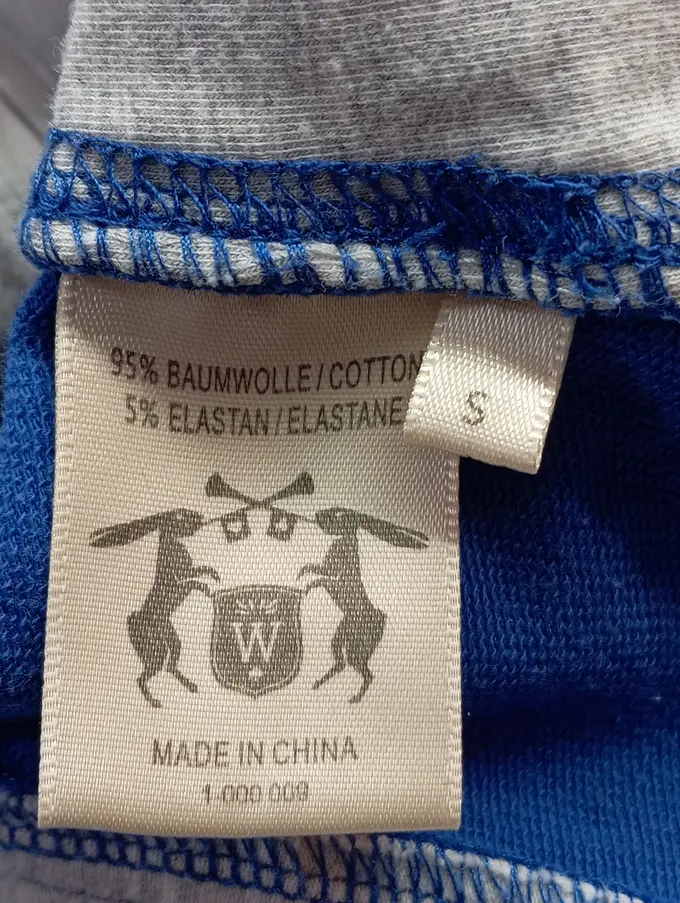 95% BAUMWOLLE/COTTON
5% ELASTAN/ELASTANE
S
W
MADE IN CHINA
1 000 009